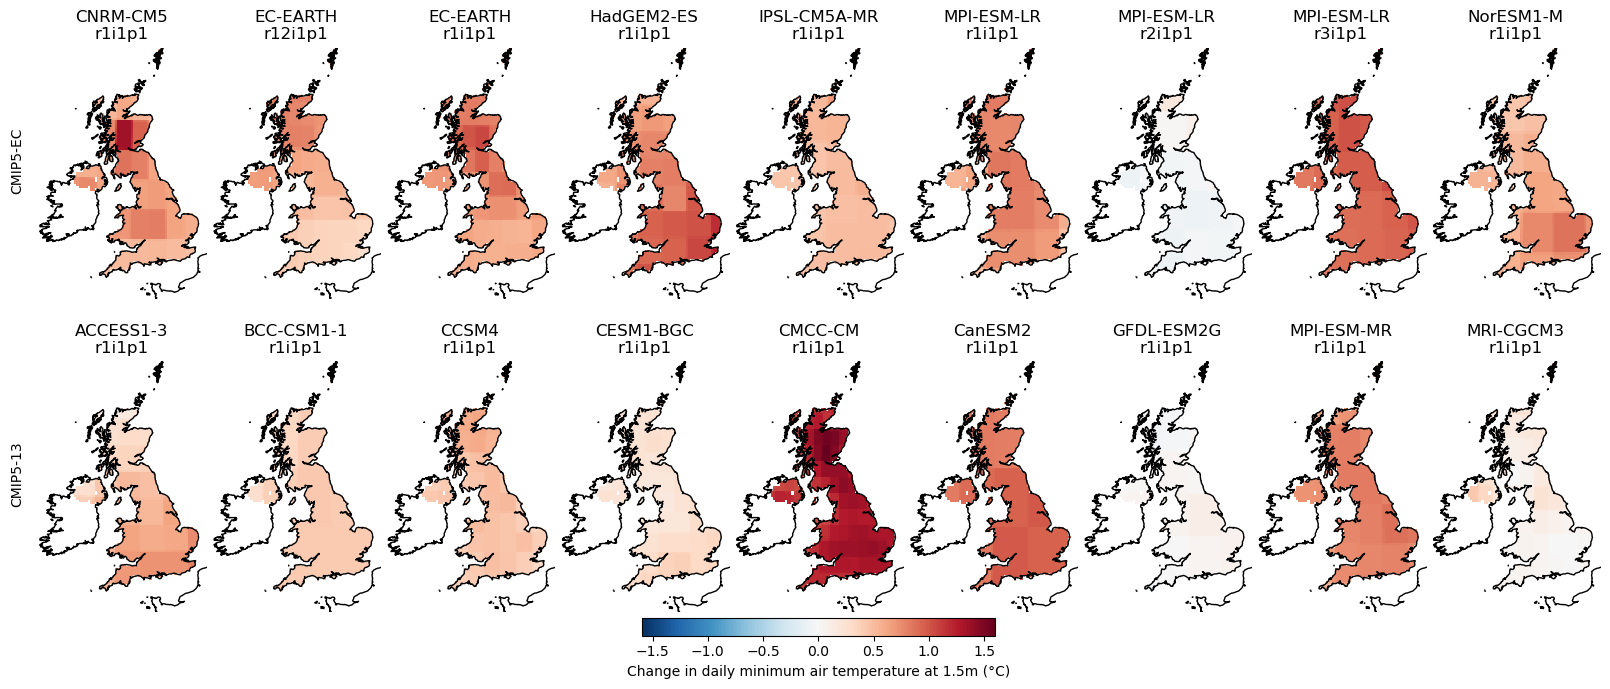 CNRM-CM5 EC-EARTH EC-EARTH HadGEM2-ES IPSL-CM5A-MR MPI-ESM-LR MPI-ESM-LR MPI-ESM-LR NorESM1-M
r1i1p1 r12i1p1 r1i1p1 r1i1p1 r1i1p1 r1i1p1 r2i1p1 r3i1p1 r1i1p1
CMIP5-EC
ACCESS1-3 BCC-CSM1-1 CCSM4 CESM1-BGC CMCC-CM CanESM2 GFDL-ESM2G MPI-ESM-MR MRI-CGCM3
r1i1p1 r1i1p1 r1i1p1 r1i1p1 r1i1p1 r1i1p1 r1i1p1 r1i1p1 r1i1p1
CMIP5-13
−1.5 −1.0 −0.5 0.0 0.5 1.0 1.5
Change in daily minimum air temperature at 1.5m (°C)